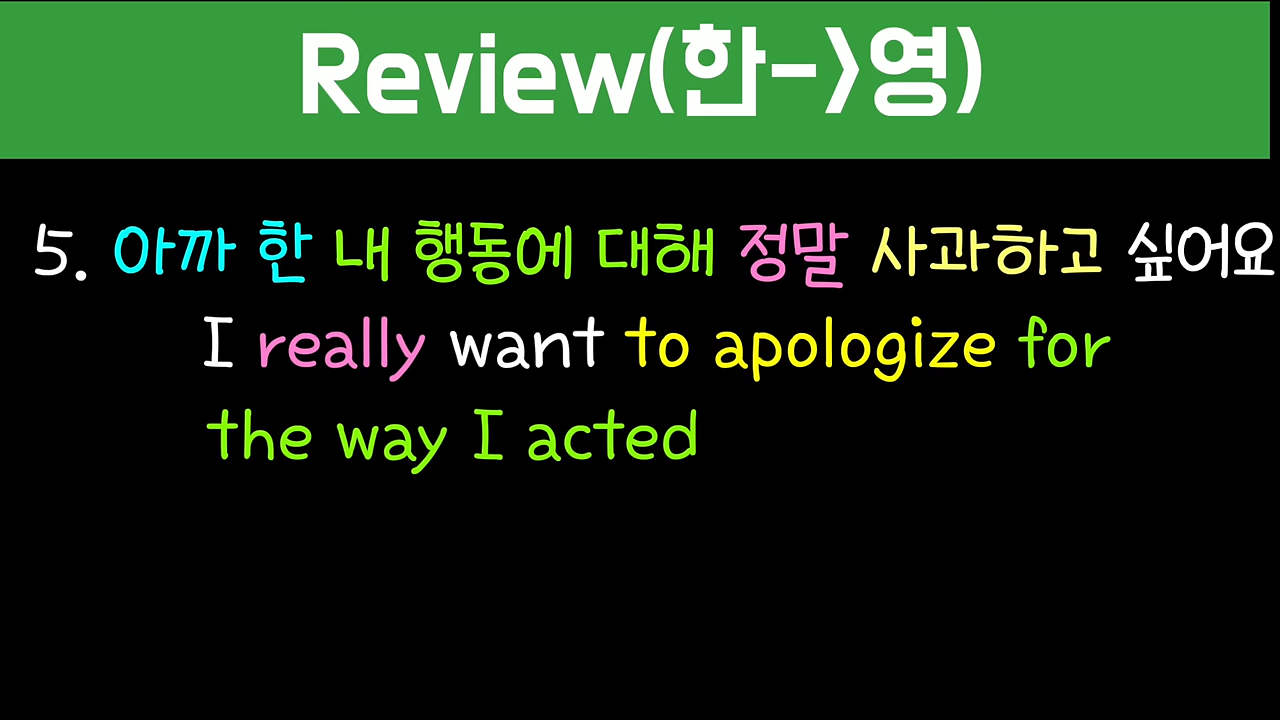 Review(한->영)
5. 아까 한 내 행동에 대해 정말 사과하고 싶어요
I really want to apologize for
the way I acted